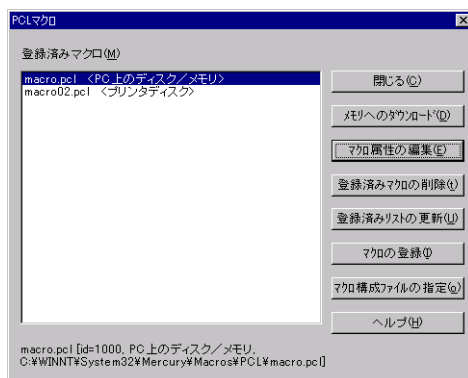 PCLマクロ
登録済みマクロ(M)
macro.pcl <PC上のディスク/メモリ>
macro02.pcl <プリンタディスク>
閉じる(C)
メモリへのダウンロード(D)
マクロ属性の編集(E)
登録済みマクロの削除(t)
登録済みリストの更新(U)
マクロの登録(I)
マクロ構成ファイルの指定(o)
ヘルプ(H)
macro.pcl [id=1000, PC上のディスク/メモリ,
C:¥WINNT¥System32¥Mercury¥Macros¥PCL¥macro.pcl]